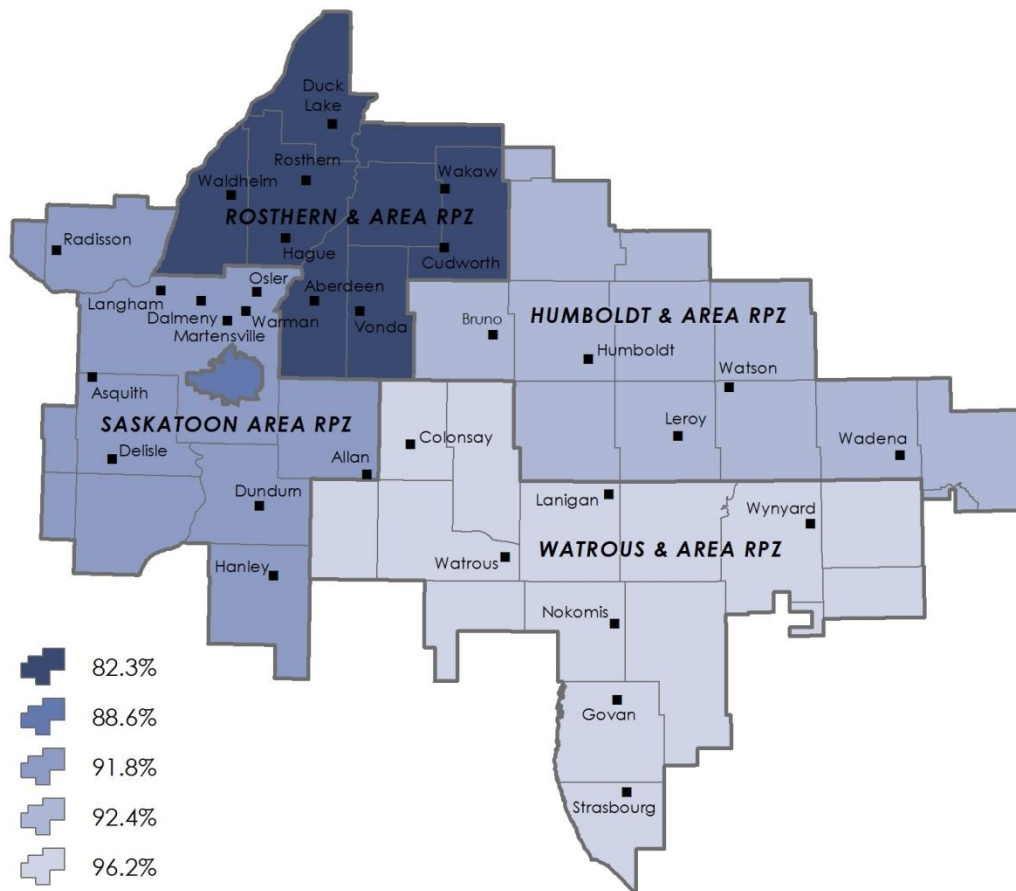 Duck
Lake
Rosthern
Wakaw
Waldheim
ROSTHERN & AREA RPZ
Radisson
Hague
Cudworth
Osler
Langham
Aberdeen
Dalmeny
Warman
Vonda
Martensville
Bruno
HUMBOLDT & AREA RPZ
Humboldt
Watson
Asquith
SASKATOON AREA RPZ
Colonsay
Leroy
Delisle
Allan
Wadena
Dundurn
Lanigan
Wynyard
WATROUS & AREA RPZ
Hanley
Watrous
Nokomis
Govan
Strasbourg
82.3%
88.6%
91.8%
92.4%
96.2%